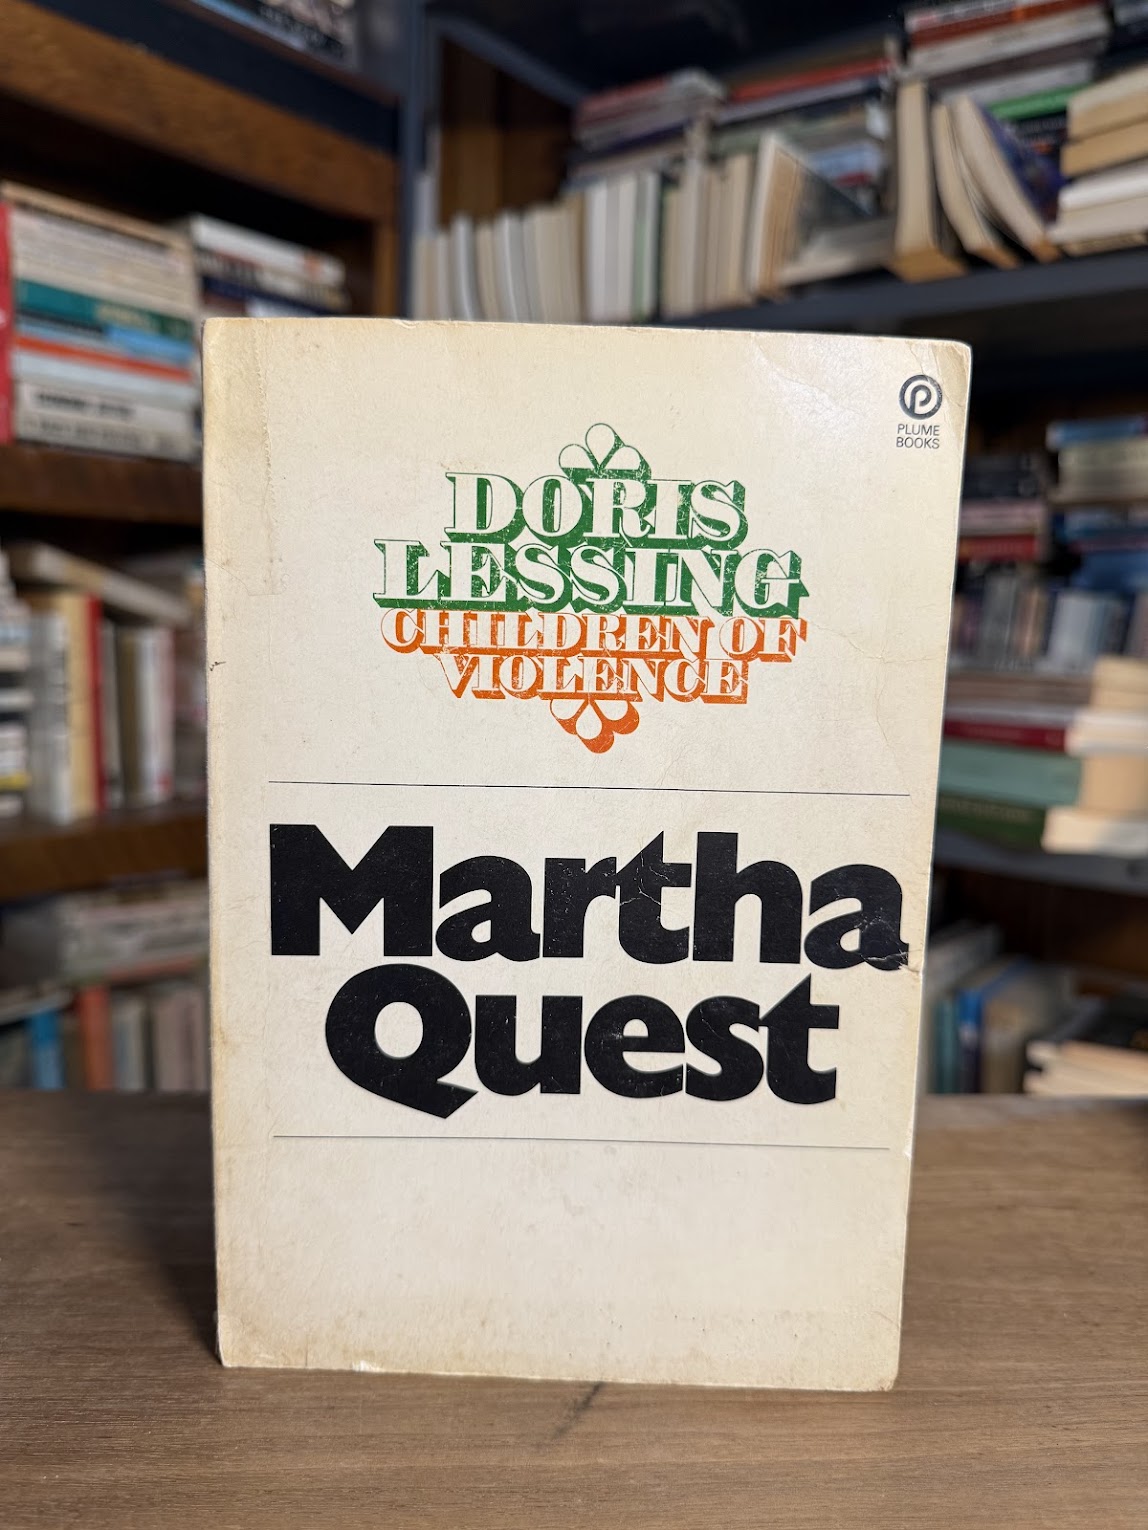 PLUME
BOOKS
DORIS
LESSING
CHILDREN OF
VIOLENCE
Martha
Quest